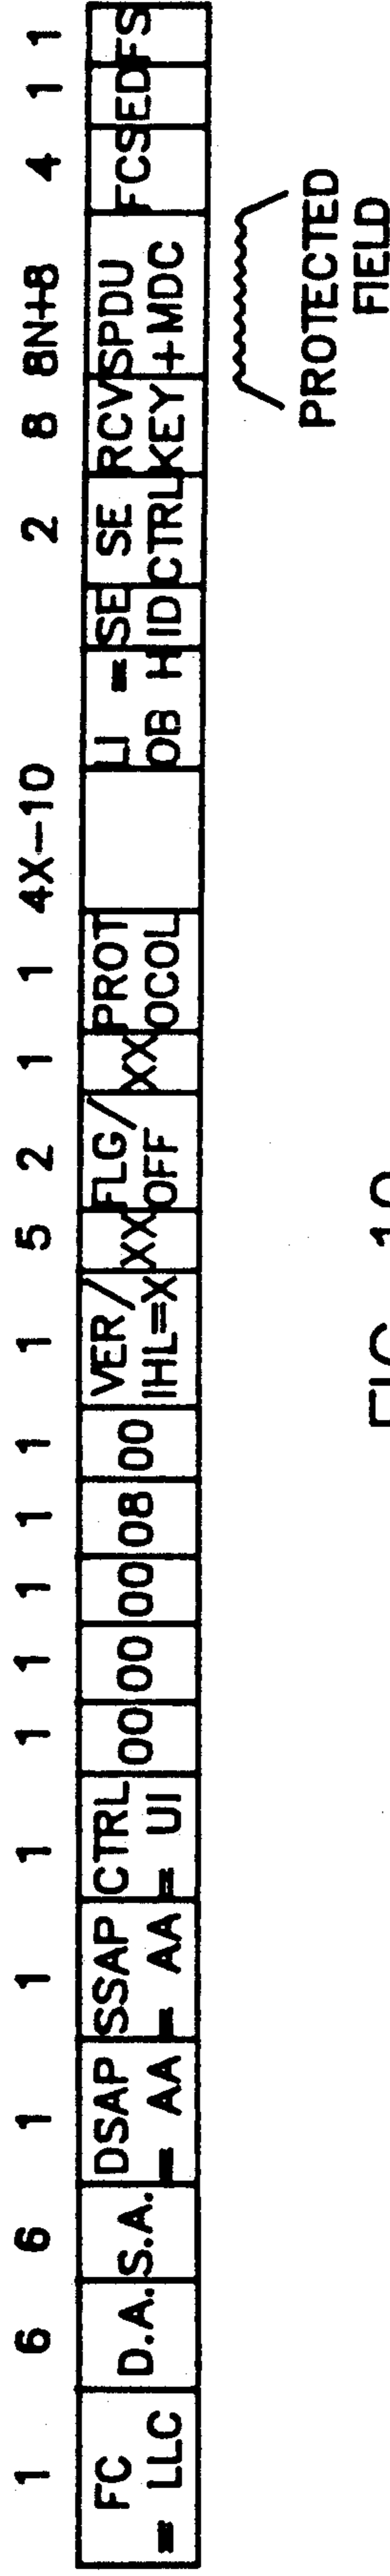 1 6 6 1 1 1 1 1 1 1 1 1 5 2 1 1 4X-10 2 8 8N+8 4 1 1
FC DSAP SSAP CTRL VER/ FLG/ PROT LI = SE SE RCV SPDU
D.A. S.A. 00 00 00 08 00 XX XX FCS ED FS
= LLC = AA = AA = UI IHL=X OFF OCOL OB H ID CTRL KEY +MDC
PROTECTED
FIELD
FIG.